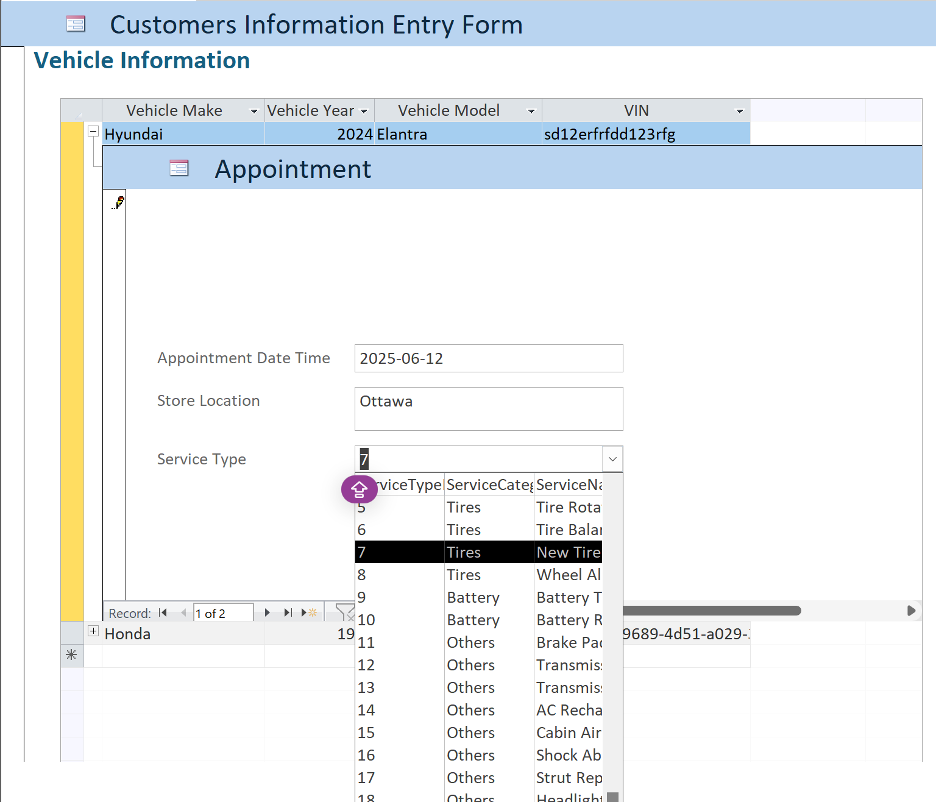 Customers Information Entry Form
Vehicle Information
Vehicle Make Vehicle Year Vehicle Model VIN
Hyundai 2024 Elantra sd12erfrfdd123rfg
Appointment
Appointment Date Time 2025-06-12
Store Location Ottawa
Service Type 7
rviceType ServiceCateg ServiceNa
5 Tires Tire Rota
6 Tires Tire Balar
7 Tires New Tire
8 Tires Wheel Al
9 Battery Battery T
10 Battery Battery R
11 Others Brake Pad
12 Others Transmis
13 Others Transmis
14 Others AC Recha
15 Others Cabin Air
16 Others Shock Ab
17 Others Strut Rep
18 Others Headlight
Record: 1 of 2
Honda 19 9689-4d51-a029-